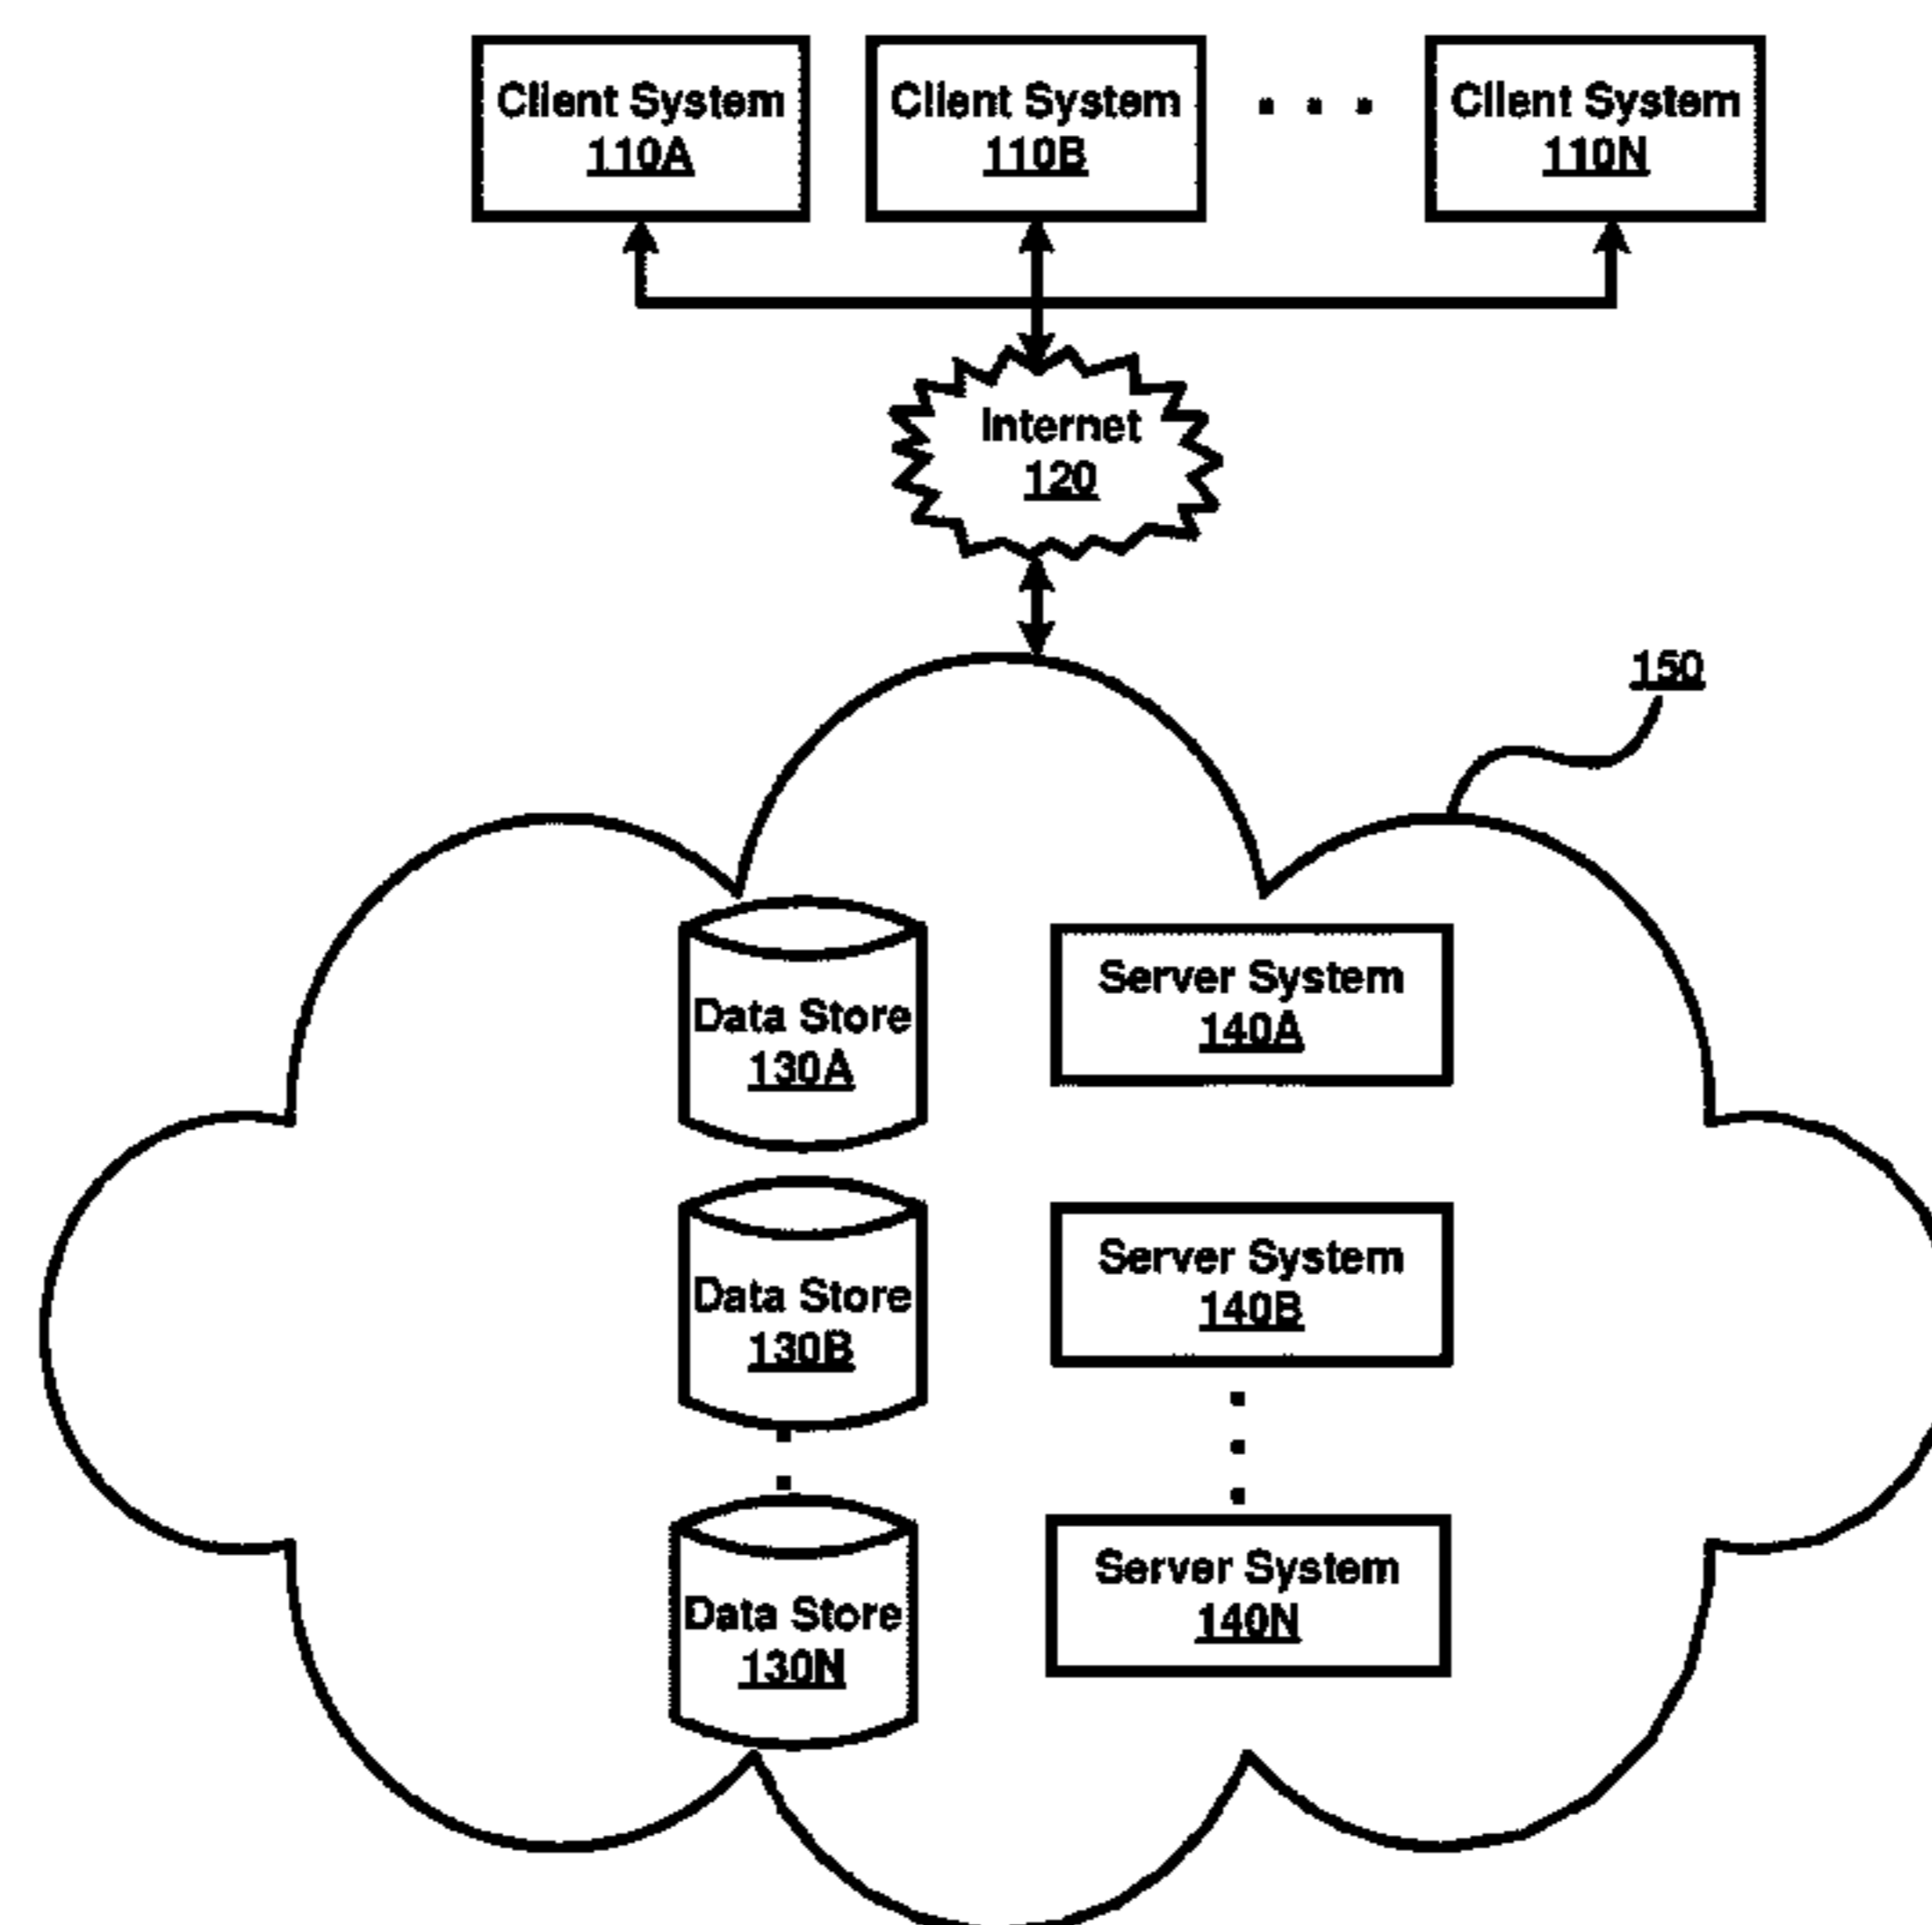 Client System
110A
Client System
110B
Client System
110N
Internet
120
150
Data Store
130A
Server System
140A
Data Store
130B
Server System
140B
Data Store
130N
Server System
140N